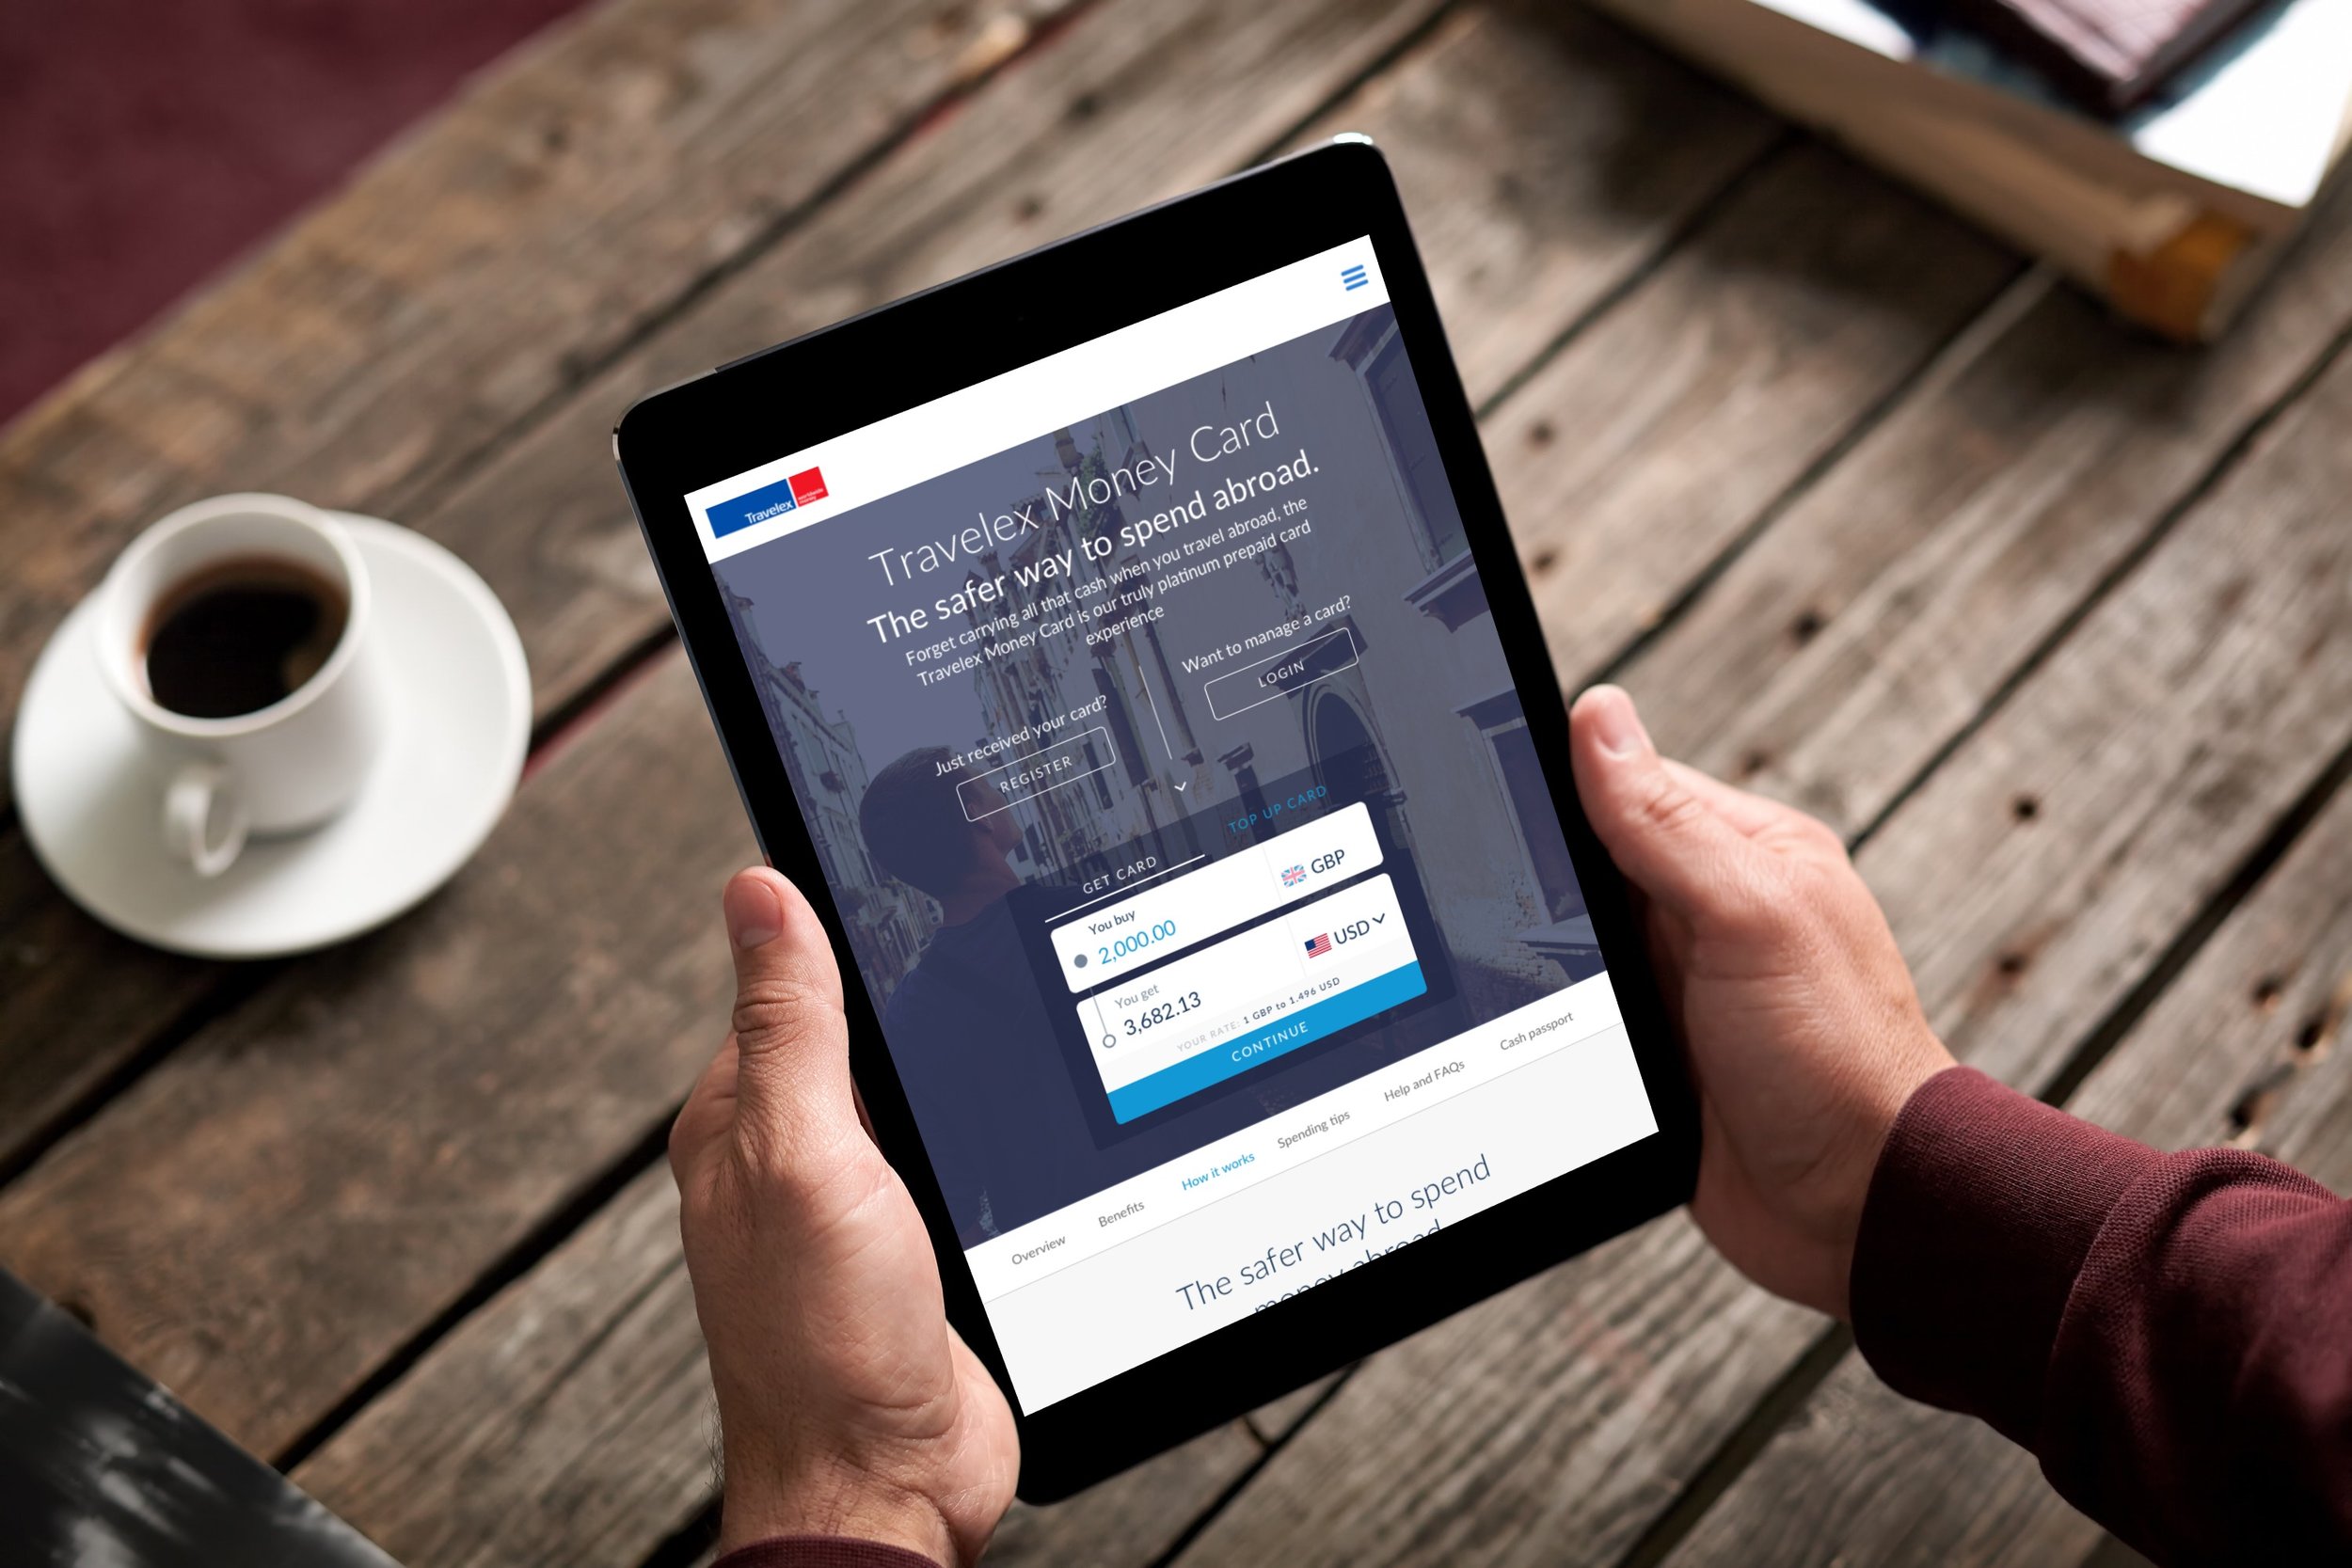 Travelex
worldwide
money
Travelex Money Card
The safer way to spend abroad.
Forget carrying all that cash when you travel abroad, the
Travelex Money Card is our truly platinum prepaid card
experience
Just received your card?
REGISTER
Want to manage a card?
LOGIN
GET CARD
TOP UP CARD
You buy
2,000.00
GBP
You get
3,682.13
USD
YOUR RATE: 1 GBP to 1.496 USD
CONTINUE
Overview
Benefits
How it works
Spending tips
Help and FAQs
Cash passport
The safer way to spend
money abroad